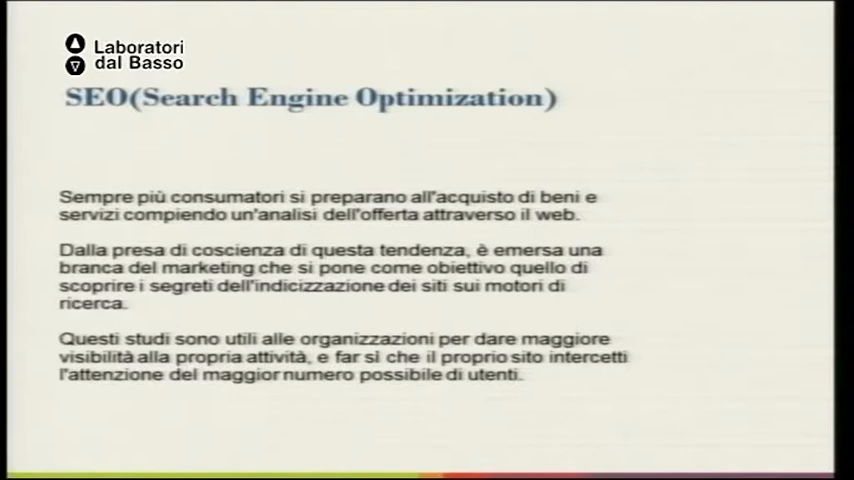 Laboratori
dal Basso
SEO(Search Engine Optimization)
Sempre più consumatori si preparano all'acquisto di beni e
servizi compiendo un'analisi dell'offerta attraverso il web.
Dalla presa di coscienza di questa tendenza, è emersa una
branca del marketing che si pone come obiettivo quello di
scoprire i segreti dell'indicizzazione dei siti sui motori di
ricerca.
Questi studi sono utili alle organizzazioni per dare maggiore
visibilità alla propria attività, e far sì che il proprio sito intercetti
l'attenzione del maggior numero possibile di utenti.